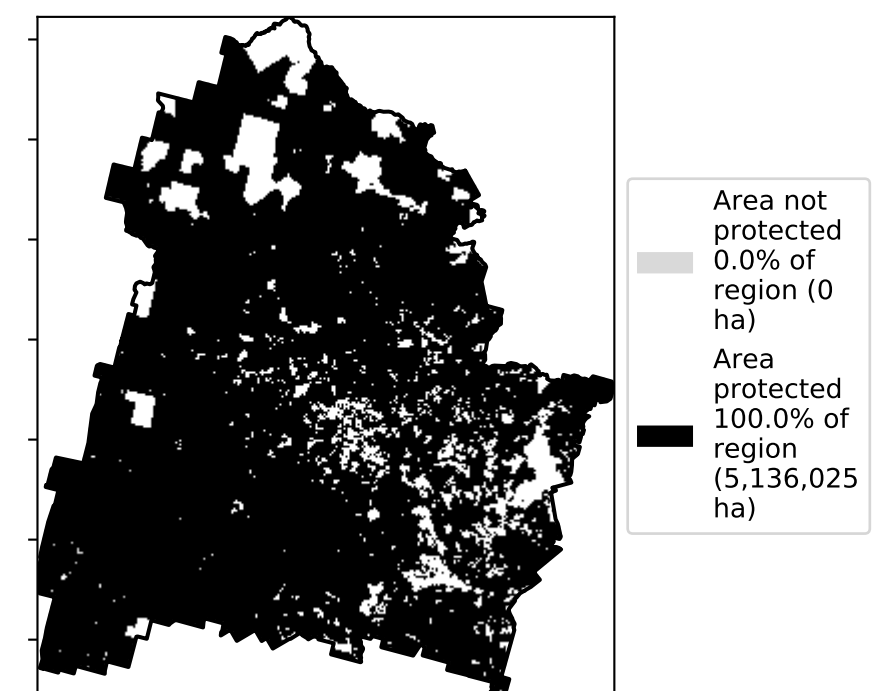 Area not
protected
0.0% of
region (0
ha)
Area
protected
100.0% of
region
(5,136,025
ha)